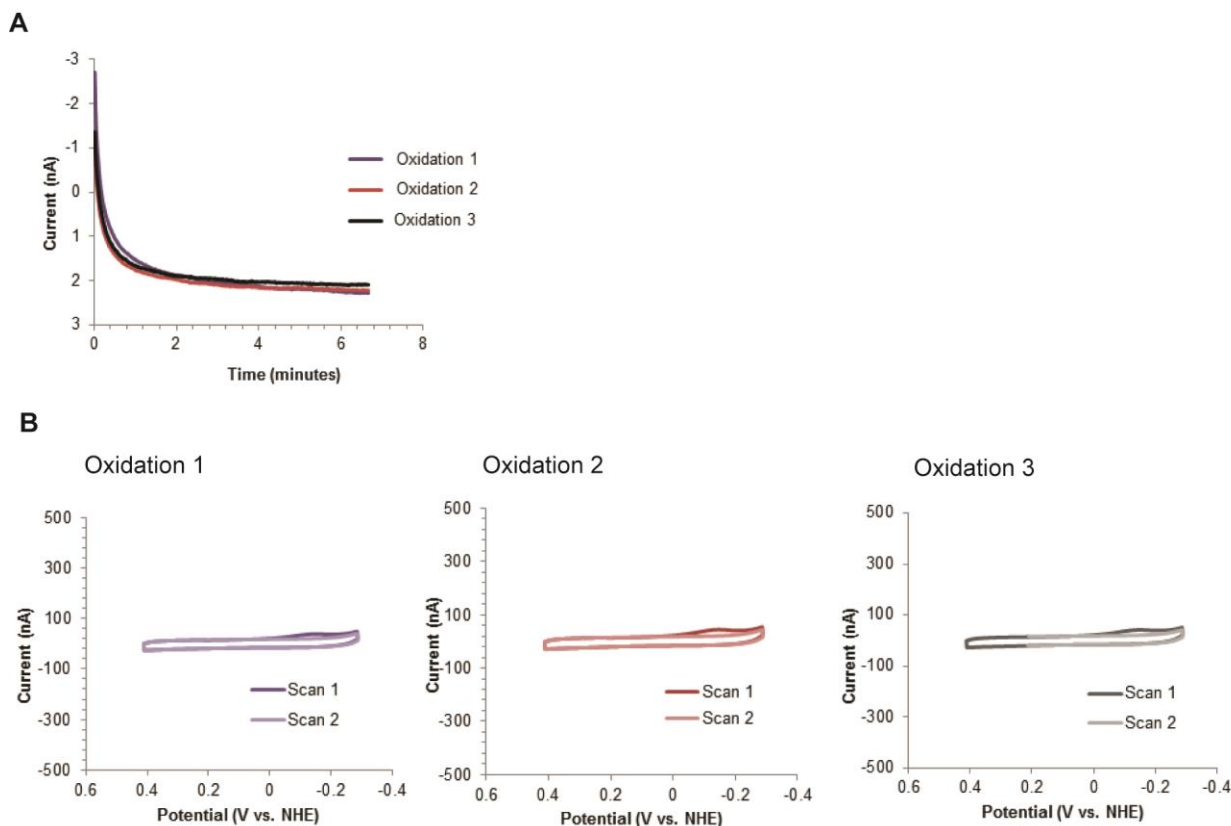 A
-3
-2
-1
0
1
2
3
Current (nA)
0 2 4 6 8
Time (minutes)
Oxidation 1
Oxidation 2
Oxidation 3
B
Oxidation 1
500
300
100
-100
-300
-500
Current (nA)
0.6 0.4 0.2 0 -0.2 -0.4
Potential (V vs. NHE)
Scan 1
Scan 2
Oxidation 2
500
300
100
-100
-300
-500
Current (nA)
0.6 0.4 0.2 0 -0.2 -0.4
Potential (V vs. NHE)
Scan 1
Scan 2
Oxidation 3
500
300
100
-100
-300
-500
Current (nA)
0.6 0.4 0.2 0 -0.2 -0.4
Potential (V vs. NHE)
Scan 1
Scan 2